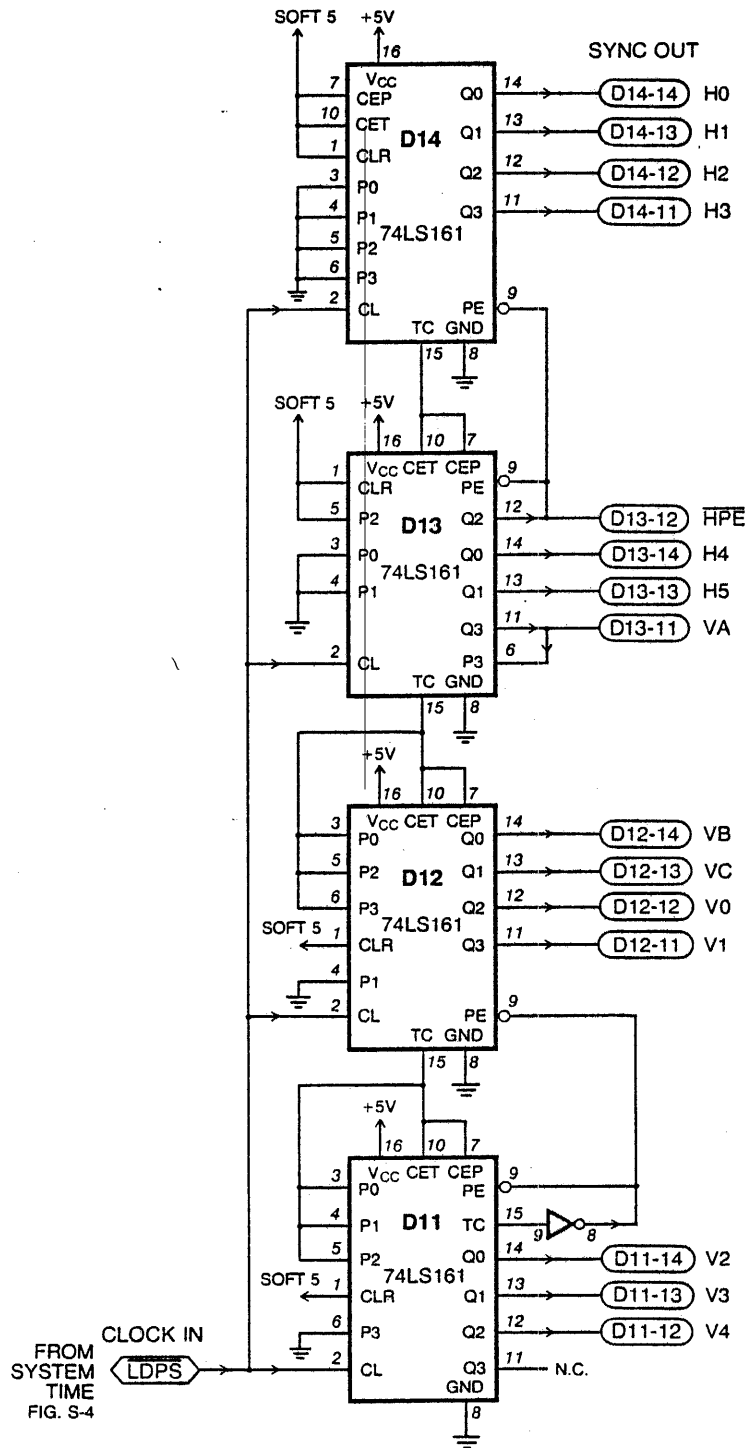 SOFT 5
+5V
SYNC OUT
16
7
VCC
CEP
10
CET
D14
1
CLR
3
P0
4
P1
5
P2
74LS161
6
P3
2
CL
Q0
14
D14-14
H0
Q1
13
D14-13
H1
Q2
12
D14-12
H2
Q3
11
D14-11
H3
PE
9
TC
GND
15
8
SOFT 5
+5V
16
10
7
VCC
CET
CEP
1
CLR
PE
9
5
P2
D13
Q2
12
D13-12
HPE
3
P0
74LS161
Q0
14
D13-14
H4
4
P1
Q1
13
D13-13
H5
Q3
11
D13-11
VA
2
CL
P3
6
TC
GND
15
8
+5V
16
10
7
VCC
CET
CEP
3
P0
Q0
14
D12-14
VB
5
P2
D12
Q1
13
D12-13
VC
6
P3
Q2
12
D12-12
V0
74LS161
SOFT 5
1
CLR
Q3
11
D12-11
V1
4
P1
2
CL
PE
9
TC
GND
15
8
+5V
16
10
7
VCC
CET
CEP
3
P0
PE
9
4
P1
D11
TC
15
9
8
5
P2
Q0
14
D11-14
V2
74LS161
SOFT 5
1
CLR
Q1
13
D11-13
V3
6
P3
Q2
12
D11-12
V4
CLOCK IN
FROM
SYSTEM
TIME
FIG. S-4
LDPS
2
CL
Q3
11
N.C.
GND
8